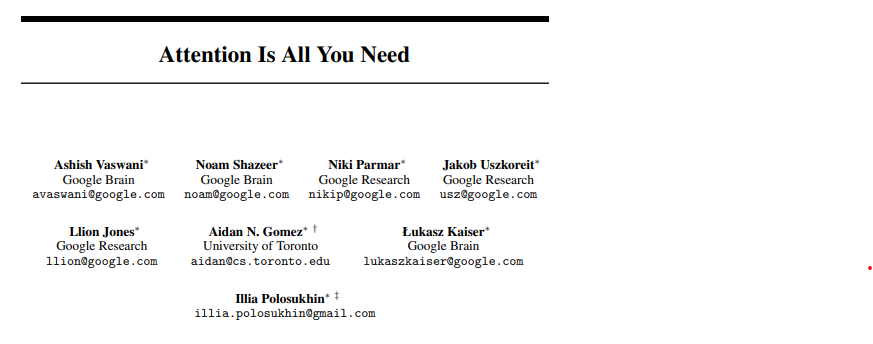 Attention Is All You Need
Ashish Vaswani* Noam Shazeer* Niki Parmar* Jakob Uszkoreit*
Google Brain Google Brain Google Research Google Research
avaswani@google.com noam@google.com nikip@google.com usz@google.com
Llion Jones* Aidan N. Gomez* † Łukasz Kaiser*
Google Research University of Toronto Google Brain
llion@google.com aidan@cs.toronto.edu lukaszkaiser@google.com
Illia Polosukhin* ‡
illia.polosukhin@gmail.com